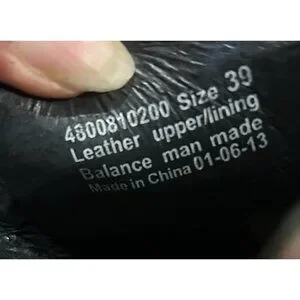 4800810200 Size 39
Leather upper/lining
Balance man made
Made in China 01-06-13